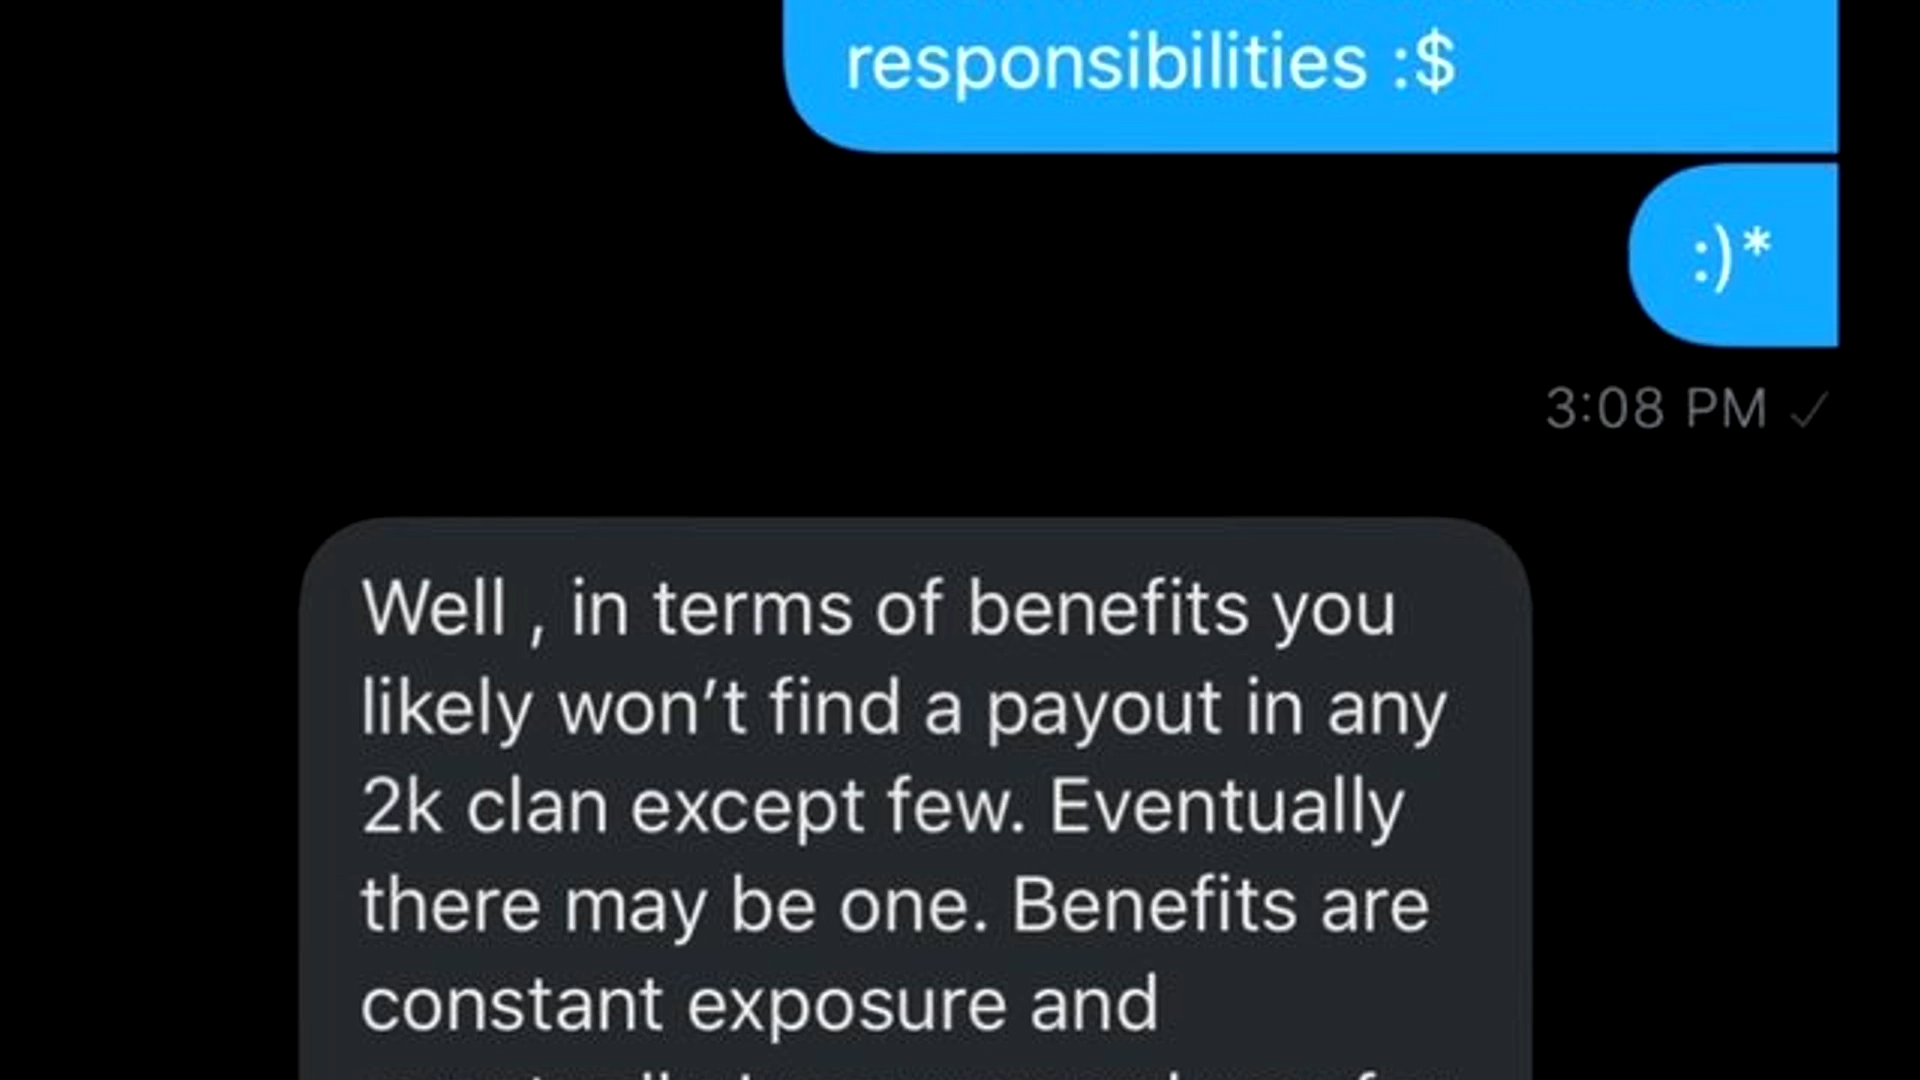 responsibilities :$
:)*
3:08 PM ✓
Well , in terms of benefits you
likely won’t find a payout in any
2k clan except few. Eventually
there may be one. Benefits are
constant exposure and